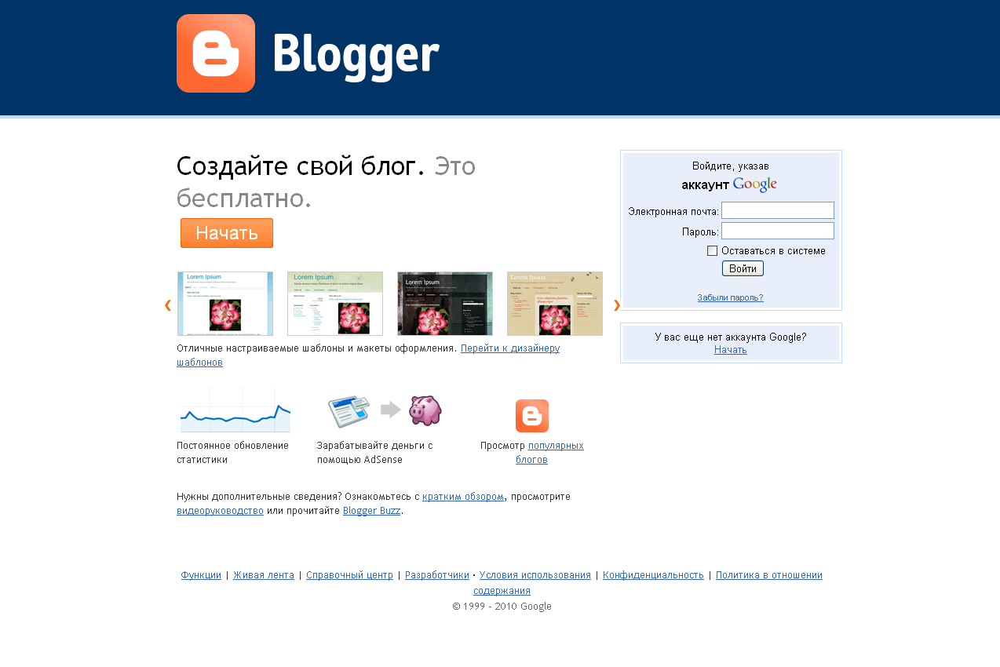 Blogger
Создайте свой блог. Это
бесплатно.
Начать
Lorem Ipsum
Lorem Ipsum
Lorem Ipsum
Lorem Ipsum
Отличные настраиваемые шаблоны и макеты оформления. Перейти к дизайнеру
шаблонов
Постоянное обновление
статистики
Зарабатывайте деньги с
помощью AdSense
Просмотр популярных
блогов
Нужны дополнительные сведения? Ознакомьтесь с кратким обзором, просмотрите
видеоруководство или прочитайте Blogger Buzz.
Войдите, указав
аккаунт Google
Электронная почта:
Пароль:
Оставаться в системе
Войти
Забыли пароль?
У вас еще нет аккаунта Google?
Начать
Функции | Живая лента | Справочный центр | Разработчики · Условия использования | Конфиденциальность | Политика в отношении
содержания
© 1999 - 2010 Google